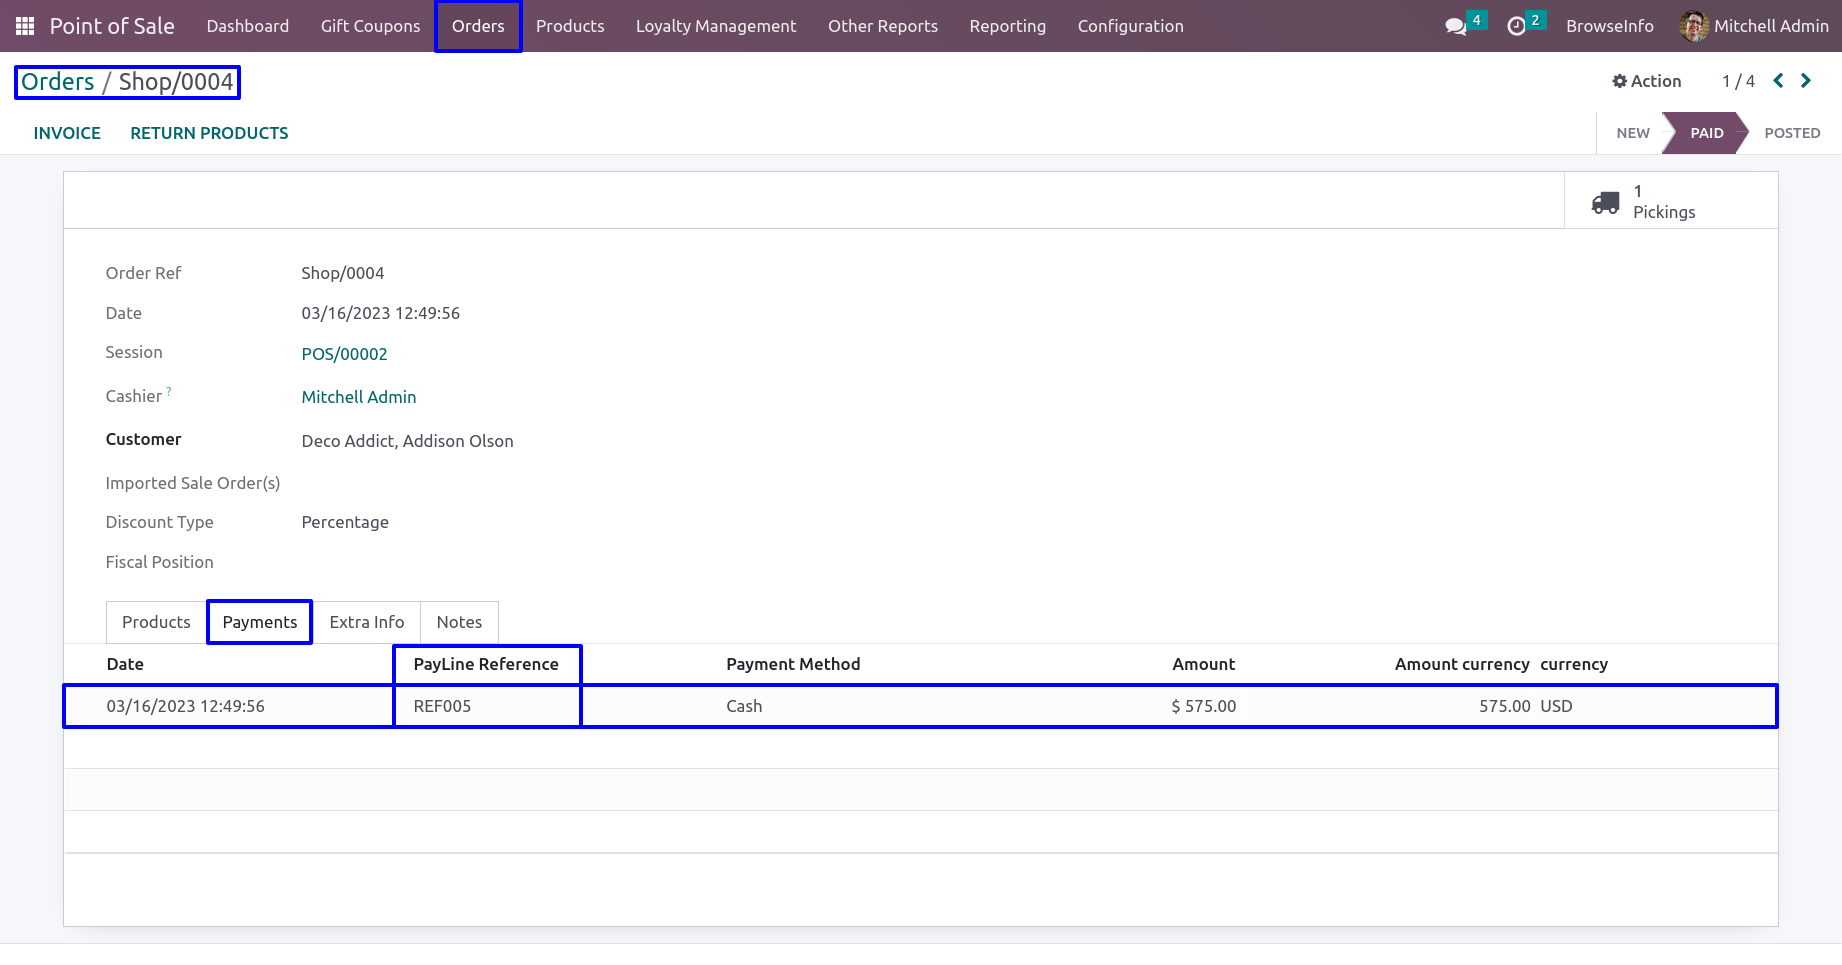 Point of Sale Dashboard Gift Coupons Orders Products Loyalty Management Other Reports Reporting Configuration 4 2 BrowseInfo Mitchell Admin
Orders / Shop/0004 Action 1 / 4
INVOICE RETURN PRODUCTS NEW PAID POSTED
1
Pickings
Order Ref Shop/0004
Date 03/16/2023 12:49:56
Session POS/00002
Cashier ? Mitchell Admin
Customer Deco Addict, Addison Olson
Imported Sale Order(s)
Discount Type Percentage
Fiscal Position
Products Payments Extra Info Notes
Date PayLine Reference Payment Method Amount Amount currency currency
03/16/2023 12:49:56 REF005 Cash $ 575.00 575.00 USD